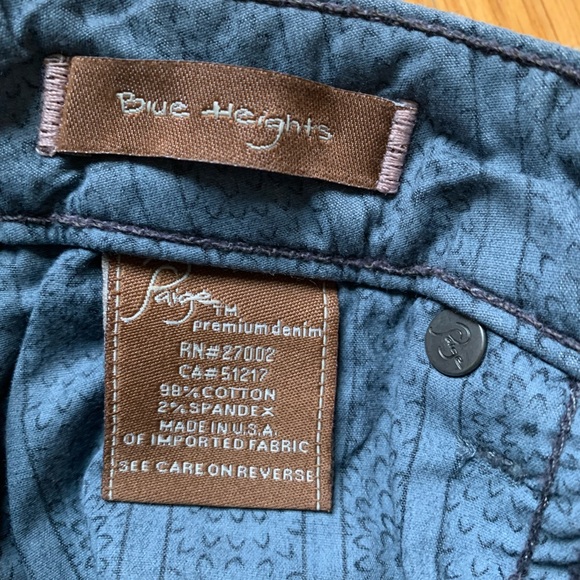 Blue Heights
Paige TM
premium denim
RN#27002
CA#51217
98% COTTON
2% SPANDEX
MADE IN U.S.A.
OF IMPORTED FABRIC
SEE CARE ON REVERSE
Paige